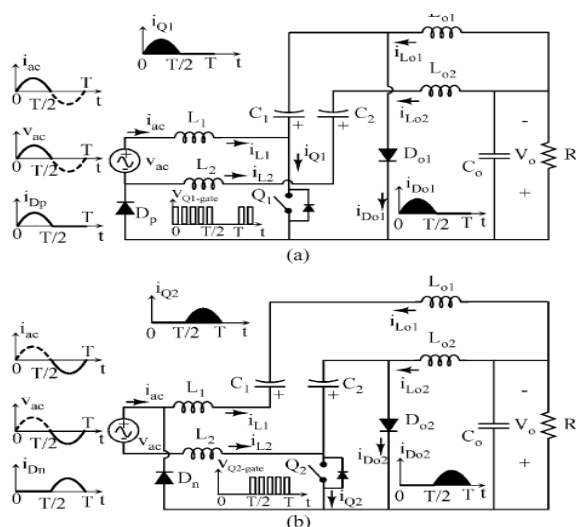 i_Q1
0 T/2 T t
L_o1
i_Lo1
i_ac
T
0 T/2 t
L_o2
i_Lo2
C_1 + C_2 +
i_ac L_1
i_L1
i_Q1
v_ac
T
0 T/2 t
v_ac
L_2
i_L2
D_o1
C_o
-
V_o
+
R
i_Dp
T
0 T/2 t
D_p
V_Q1-gate
0 T/2 T t
Q_1
i_Do1
i_Do1
0 T/2 T t
(a)
i_Q2
0 T/2 T t
L_o1
i_Lo1
i_ac
T
0 T/2 t
L_o2
i_Lo2
C_1 + C_2 +
i_ac L_1
i_L1
v_ac
T
0 T/2 t
v_ac
L_2
i_L2
D_o2
C_o
-
V_o
+
R
i_Dn
0 T/2 T t
D_n
V_Q2-gate
0 T/2 T t
Q_2
i_Q2
i_Do2
i_Do2
0 T/2 T t
(b)